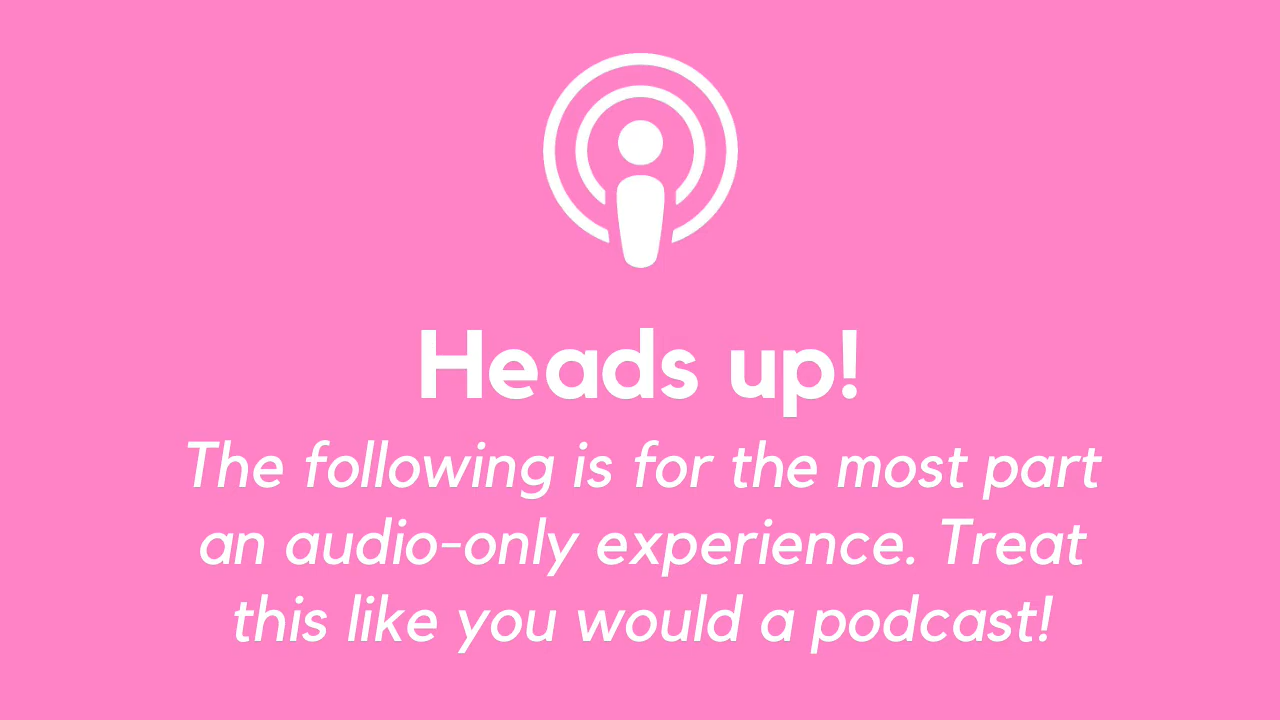 Heads up!
The following is for the most part
an audio-only experience. Treat
this like you would a podcast!